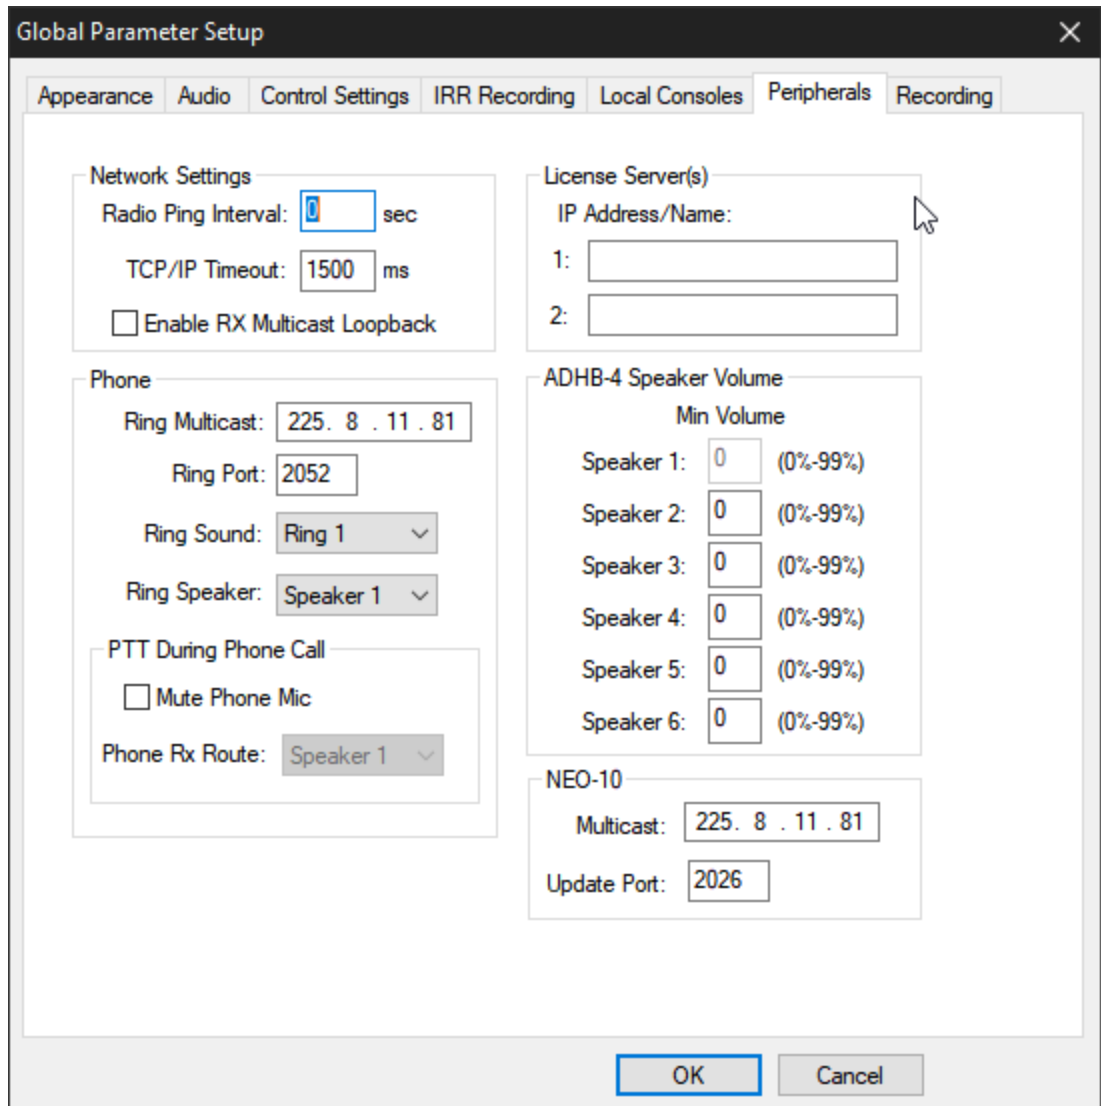 Global Parameter Setup
Appearance Audio Control Settings IRR Recording Local Consoles Peripherals Recording
Network Settings
Radio Ping Interval: 0 sec
TCP/IP Timeout: 1500 ms
Enable RX Multicast Loopback
License Server(s)
IP Address/Name:
1:
2:
Phone
Ring Multicast: 225. 8 . 11 . 81
Ring Port: 2052
Ring Sound: Ring 1
Ring Speaker: Speaker 1
PTT During Phone Call
Mute Phone Mic
Phone Rx Route: Speaker 1
ADHB-4 Speaker Volume
Min Volume
Speaker 1: 0 (0%-99%)
Speaker 2: 0 (0%-99%)
Speaker 3: 0 (0%-99%)
Speaker 4: 0 (0%-99%)
Speaker 5: 0 (0%-99%)
Speaker 6: 0 (0%-99%)
NEO-10
Multicast: 225. 8 . 11 . 81
Update Port: 2026
OK Cancel